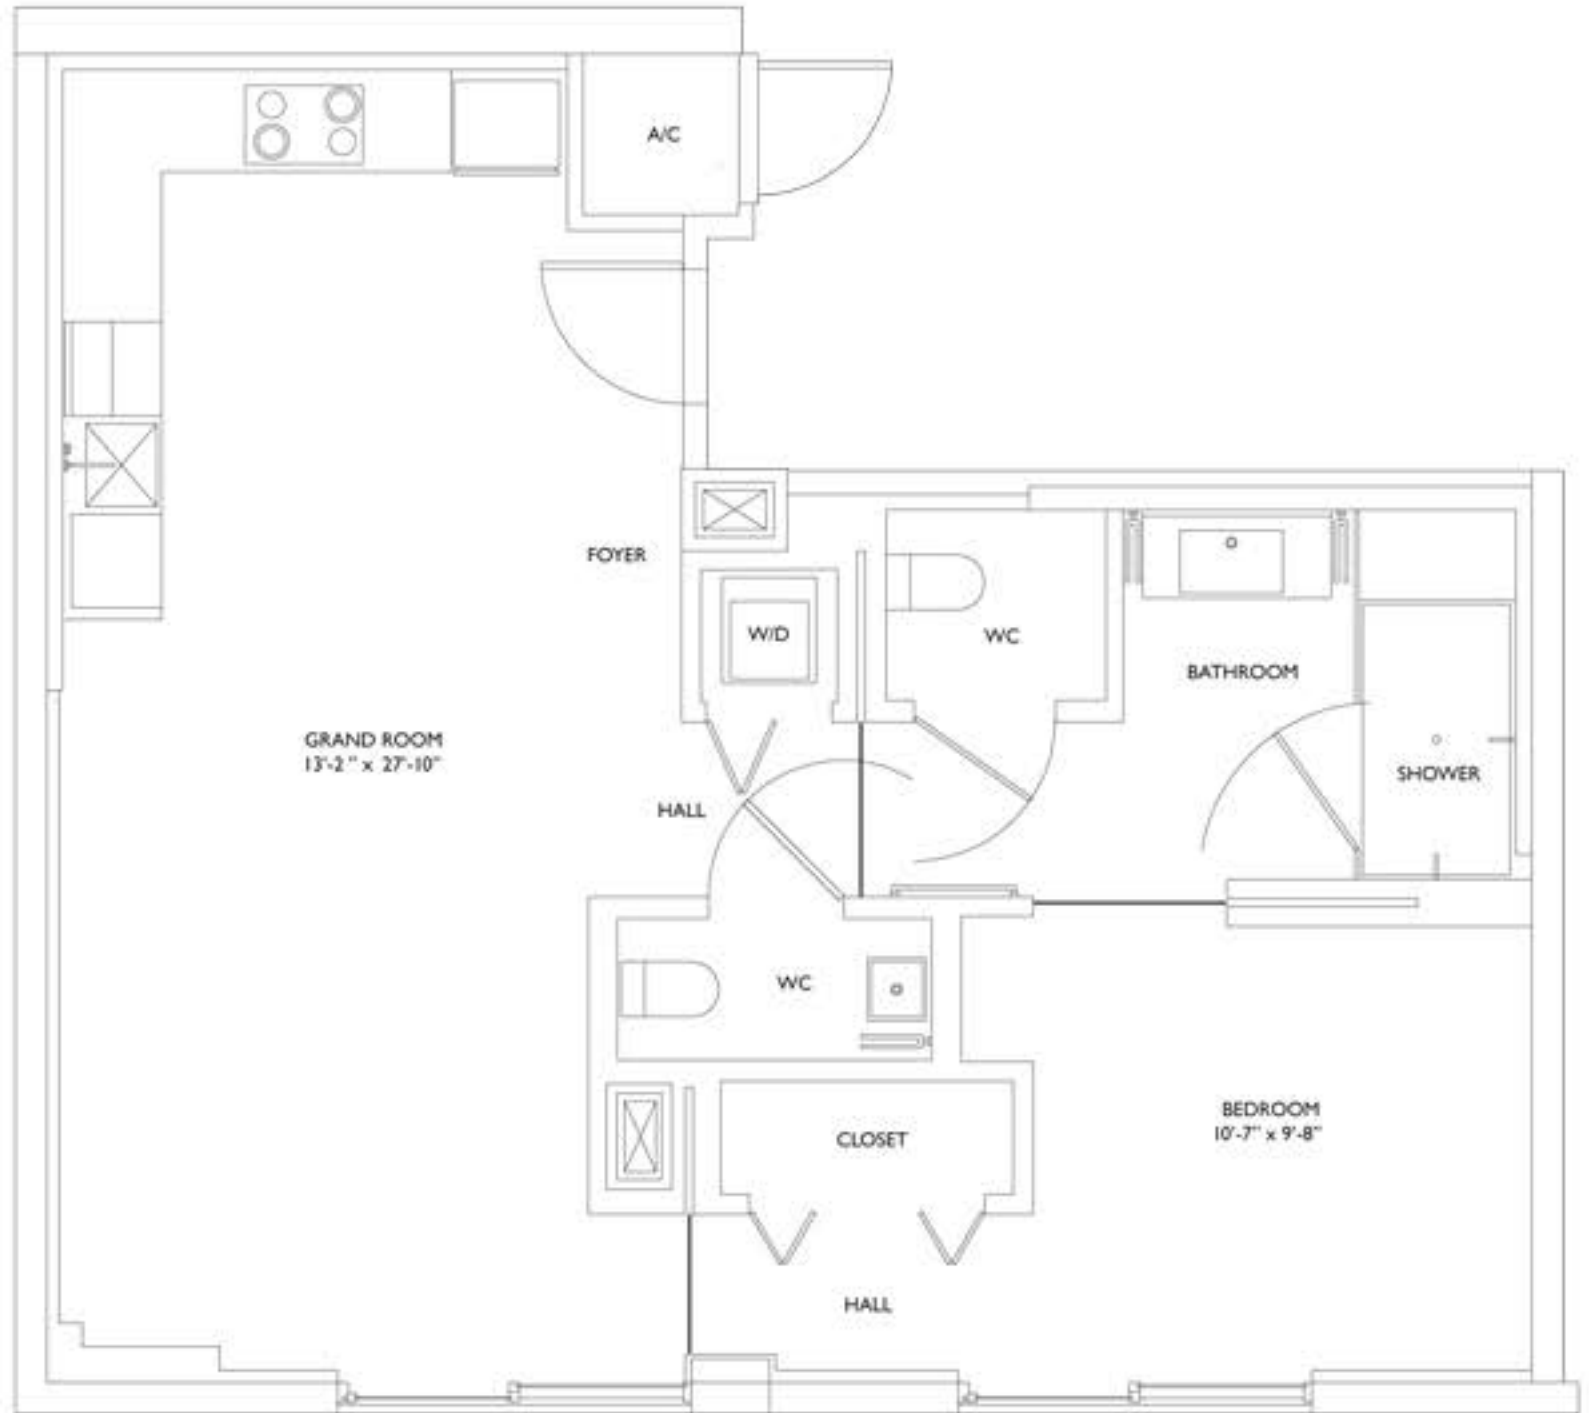 A/C
FOYER
W/D
WC
BATHROOM
GRAND ROOM
13'-2 " x 27'-10"
SHOWER
HALL
WC
BEDROOM
10'-7" x 9'-8"
CLOSET
HALL